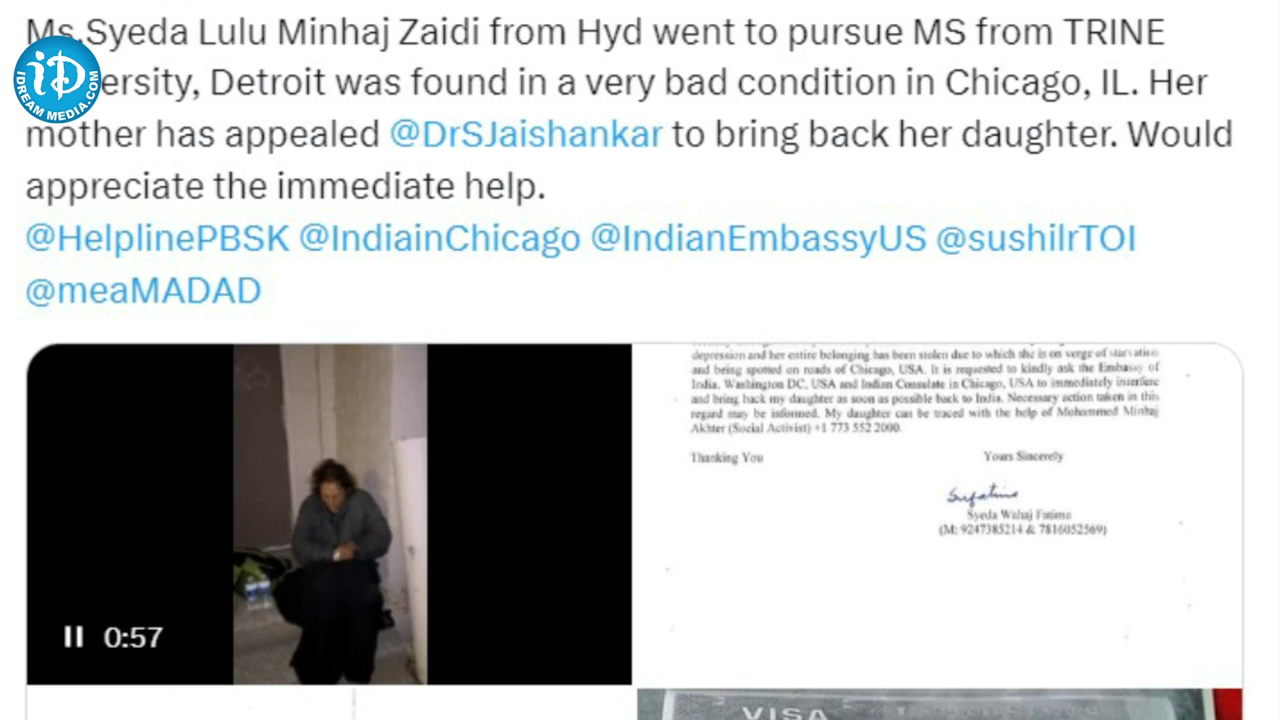 Ms.Syeda Lulu Minhaj Zaidi from Hyd went to pursue MS from TRINE
ersity, Detroit was found in a very bad condition in Chicago, IL. Her
mother has appealed @DrSJaishankar to bring back her daughter. Would
appreciate the immediate help.
@HelplinePBSK @IndiainChicago @IndianEmbassyUS @sushilrTOI
@meaMADAD
iD
IDREAM MEDIA.COM
depression and her entire belonging has been stolen due to which she is on verge of starvation
and being spotted on roads of Chicago, USA. It is requested to kindly ask the Embassy of
India, Washington DC, USA and Indian Consulate in Chicago, USA to immediately interfere
and bring back my daughter as soon as possible back to India. Necessary action taken in this
regard may be informed. My daughter can be traced with the help of Mohammed Minhaj
Akhter (Social Activist) +1 773 552 2000.
Thanking You
Yours Sincerely
Syeda Wahaj Fatima
(M: 9247385214 & 7816052569)
0:57
VISA